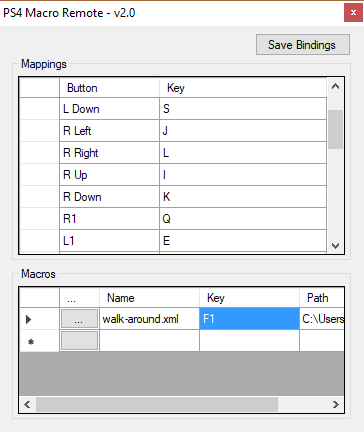 PS4 Macro Remote - v2.0
Save Bindings
Mappings
Button Key
L Down S
R Left J
R Right L
R Up I
R Down K
R1 Q
L1 E
Macros
... Name Key Path
... walk-around.xml F1 C:\Users